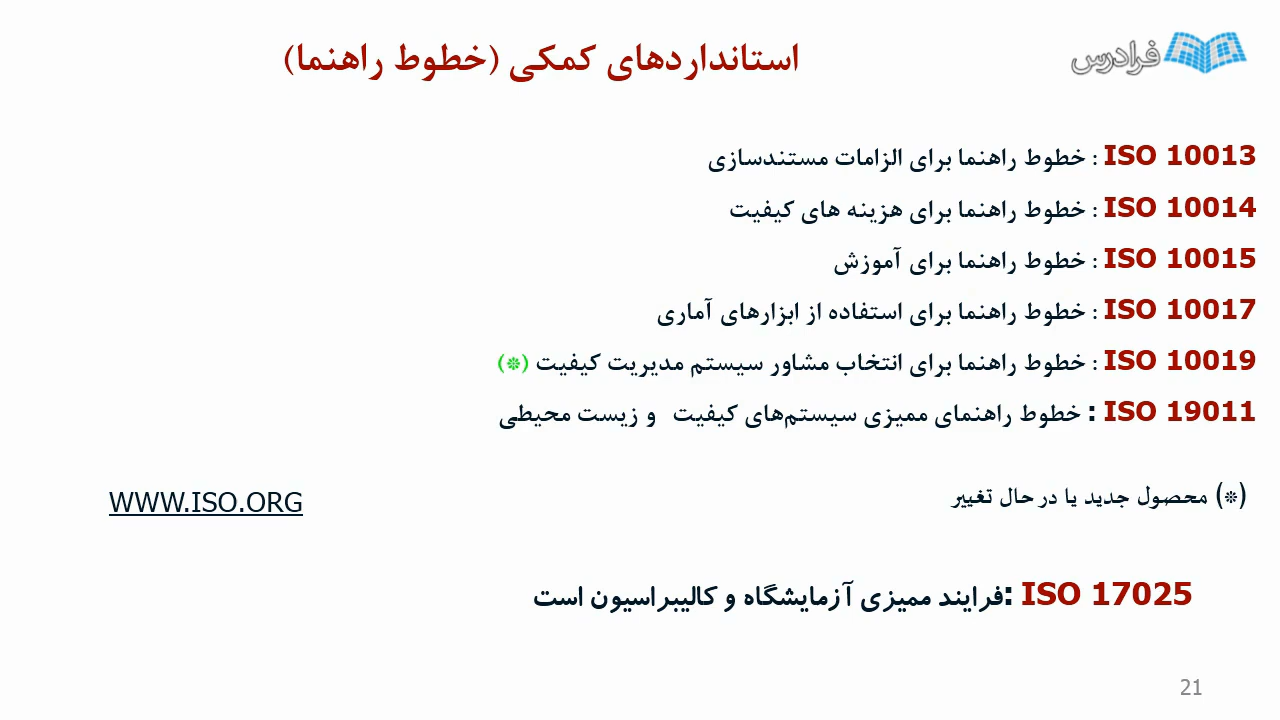 فرادرس
استانداردهای کمکی (خطوط راهنما)
ISO 10013 : خطوط راهنما برای الزامات مستندسازی
ISO 10014 : خطوط راهنما برای هزینه های کیفیت
ISO 10015 : خطوط راهنما برای آموزش
ISO 10017 : خطوط راهنما برای استفاده از ابزارهای آماری
ISO 10019 : خطوط راهنما برای انتخاب مشاور سیستم مدیریت کیفیت (*)
ISO 19011 : خطوط راهنمای ممیزی سیستم‌های کیفیت و زیست محیطی
(*) محصول جدید یا در حال تغییر
WWW.ISO.ORG
ISO 17025 :فرایند ممیزی آزمایشگاه و کالیبراسیون است
21